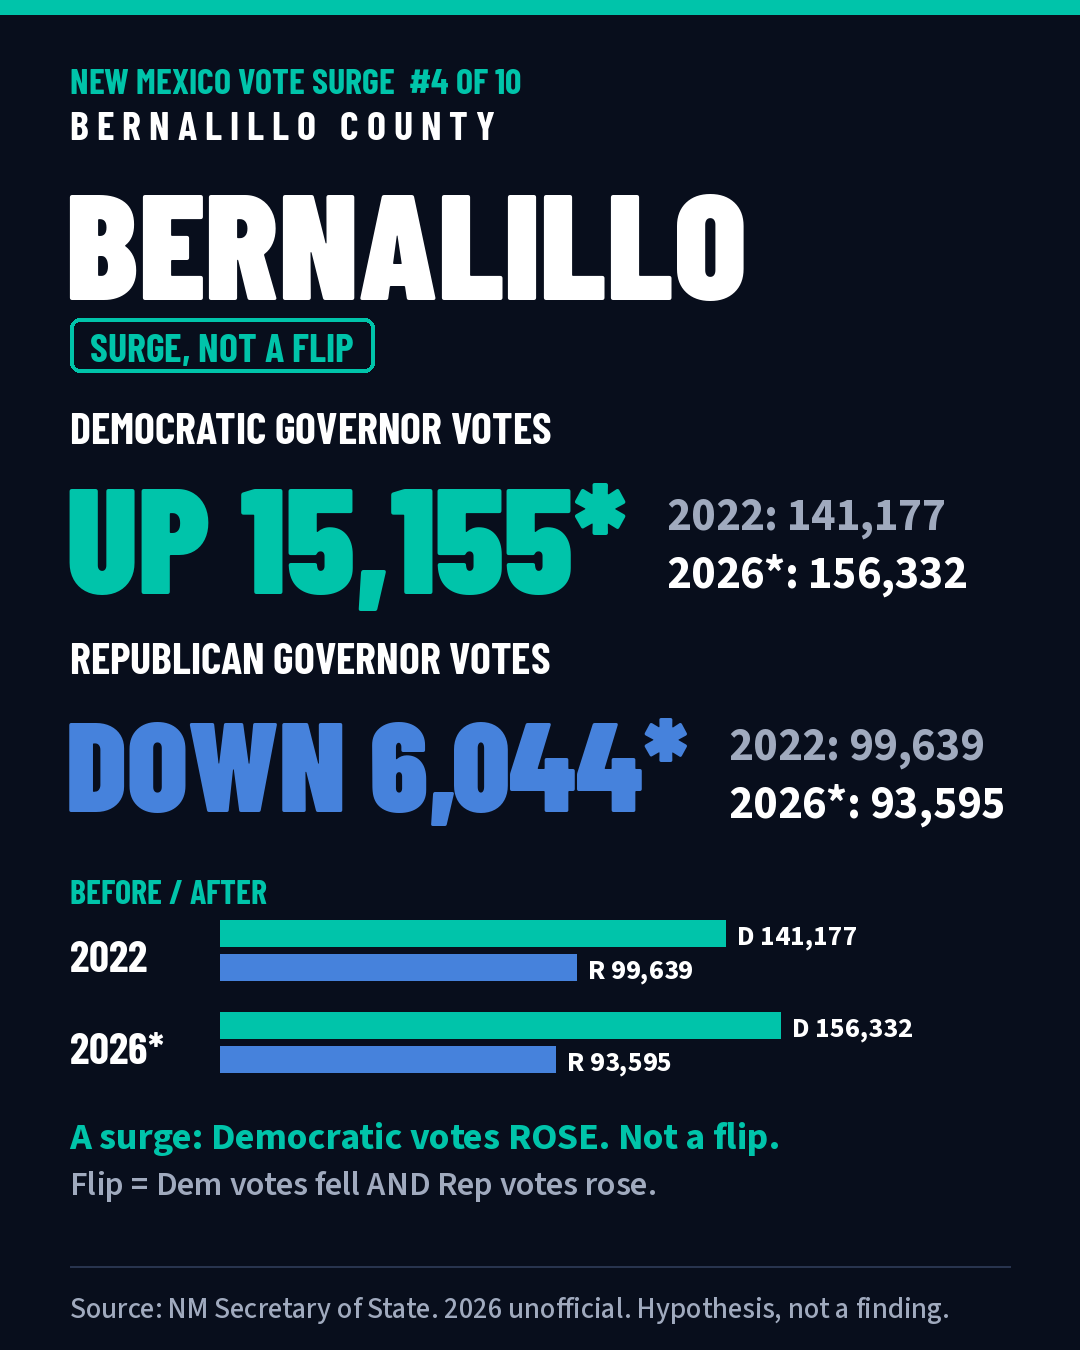 NEW MEXICO VOTE SURGE #4 OF 10
BERNALILLO COUNTY
BERNALILLO
SURGE, NOT A FLIP
DEMOCRATIC GOVERNOR VOTES
UP 15,155*
2022: 141,177
2026*: 156,332
REPUBLICAN GOVERNOR VOTES
DOWN 6,044*
2022: 99,639
2026*: 93,595
BEFORE / AFTER
2022
D 141,177
R 99,639
2026*
D 156,332
R 93,595
A surge: Democratic votes ROSE. Not a flip.
Flip = Dem votes fell AND Rep votes rose.
Source: NM Secretary of State. 2026 unofficial. Hypothesis, not a finding.